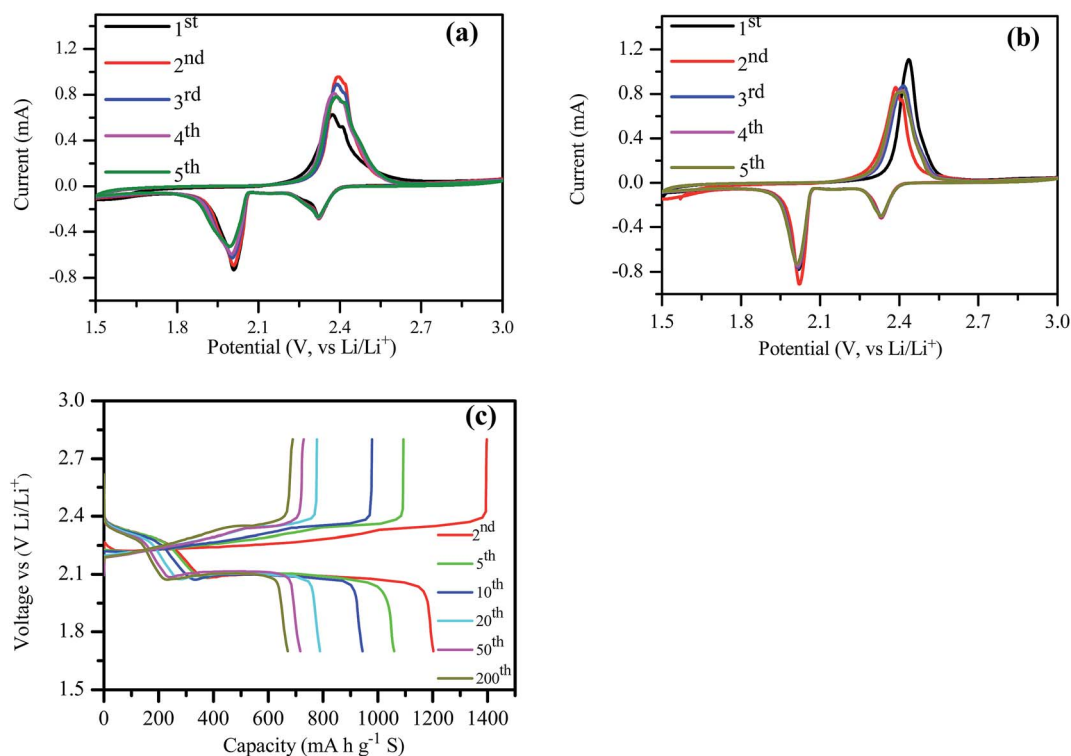 (a)
1st
2nd
3rd
4th
5th
Current (mA)
1.2
0.8
0.4
0.0
-0.4
-0.8
1.5 1.8 2.1 2.4 2.7 3.0
Potential (V, vs Li/Li+)
(b)
1st
2nd
3rd
4th
5th
Current (mA)
1.2
0.8
0.4
0.0
-0.4
-0.8
1.5 1.8 2.1 2.4 2.7 3.0
Potential (V, vs Li/Li+)
(c)
Voltage vs (V Li/Li+)
3.0
2.7
2.4
2.1
1.8
1.5
2nd
5th
10th
20th
50th
200th
0 200 400 600 800 1000 1200 1400
Capacity (mA h g-1 S)